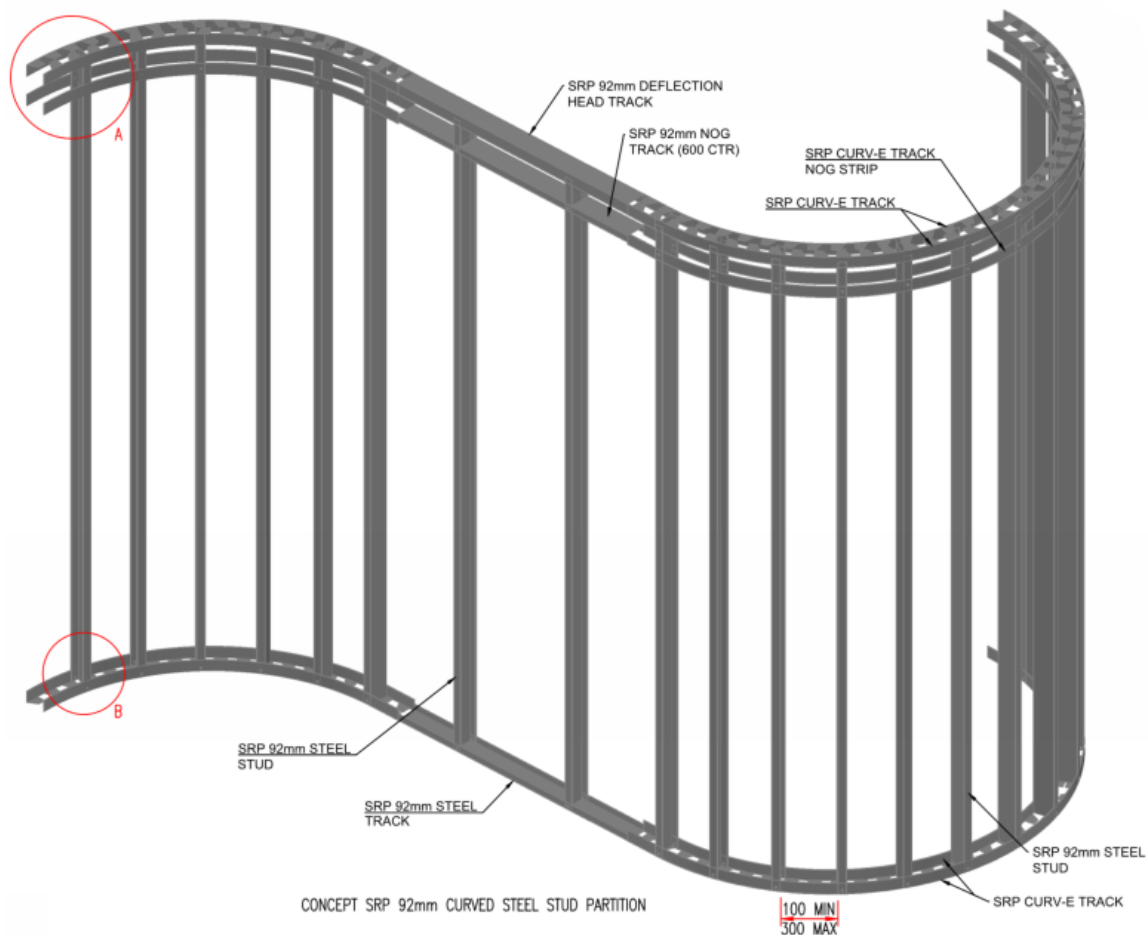 SRP 92mm DEFLECTION
HEAD TRACK
SRP 92mm NOG
TRACK (600 CTR)
SRP CURV-E TRACK
NOG STRIP
SRP CURV-E TRACK
A
B
SRP 92mm STEEL
STUD
SRP 92mm STEEL
TRACK
SRP 92mm STEEL
STUD
SRP CURV-E TRACK
CONCEPT SRP 92mm CURVED STEEL STUD PARTITION
100 MIN
300 MAX